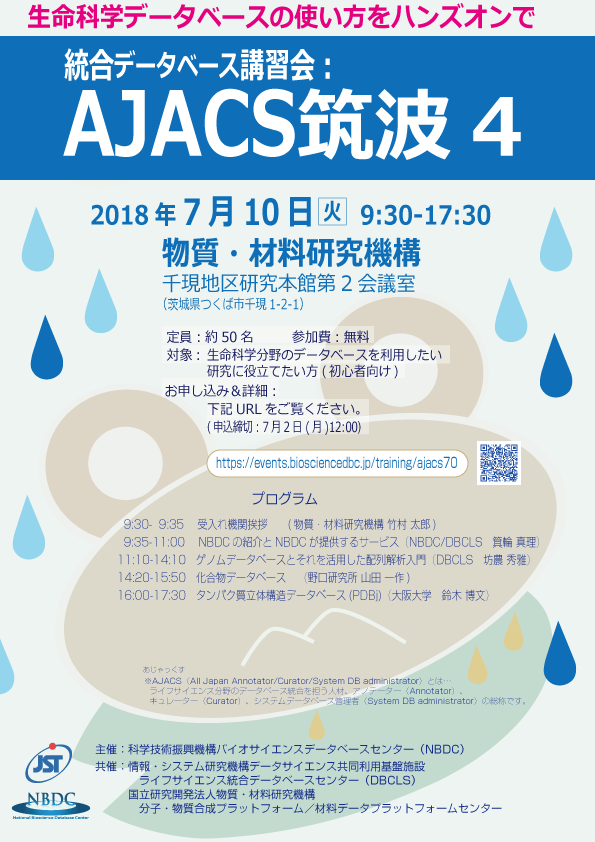 生命科学データベースの使い方をハンズオンで
統合データベース講習会：
AJACS筑波 4
2018 年 7 月 10 日 火 9:30-17:30
物質・材料研究機構
千現地区研究本館第 2 会議室
（茨城県つくば市千現 1-2-1）
定員：約 50 名 参加費：無料
対象： 生命科学分野のデータベースを利用したい
研究に役立てたい方 ( 初心者向け )
お申し込み＆詳細：
下記 URL をご覧ください。
( 申込締切：7 月 2 日 ( 月 )12:00)
https://events.biosciencedbc.jp/training/ajacs70
プログラム
9:30- 9:35 受入れ機関挨拶 ( 物質・材料研究機構 竹村 太郎 )
9:35-11:00 NBDC の紹介と NBDC が提供するサービス（NBDC/DBCLS 箕輪 真理）
11:10-14:10 ゲノムデータベースとそれを活用した配列解析入門（DBCLS 坊農 秀雅）
14:20-15:50 化合物データベース （野口研究所 山田 一作 )
16:00-17:30 タンパク質立体構造データベース (PDBj)（大阪大学 鈴木 博文）
あじゃっくす
※AJACS（All Japan Annotator/Curator/System DB administrator）とは…
ライフサイエンス分野のデータベース統合を担う人材、アノテーター（Annotator）、
キュレーター（Curator）、システムデータベース管理者（System DB administrator）の総称です。
主催：科学技術振興機構バイオサイエンスデータベースセンター（NBDC）
共催：情報・システム研究機構データサイエンス共同利用基盤施設
ライフサイエンス統合データベースセンター（DBCLS）
国立研究開発法人物質・材料研究機構
分子・物質合成プラットフォーム／材料データプラットフォームセンター
JST
NBDC
National Bioscience Database Center